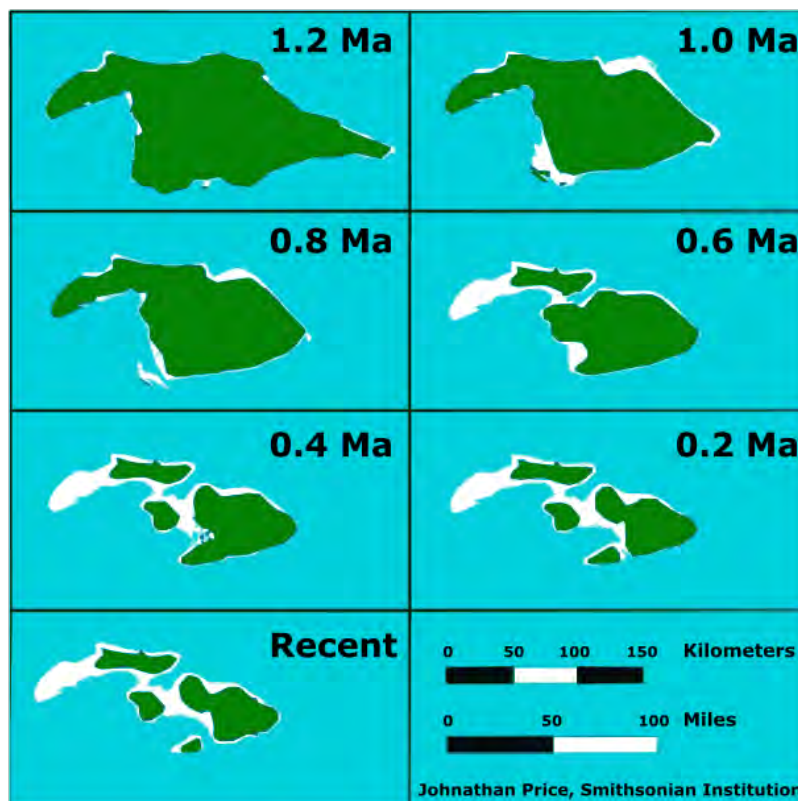 1.2 Ma
1.0 Ma
0.8 Ma
0.6 Ma
0.4 Ma
0.2 Ma
Recent
0 50 100 150 Kilometers
0 50 100 Miles
Johnathan Price, Smithsonian Institution